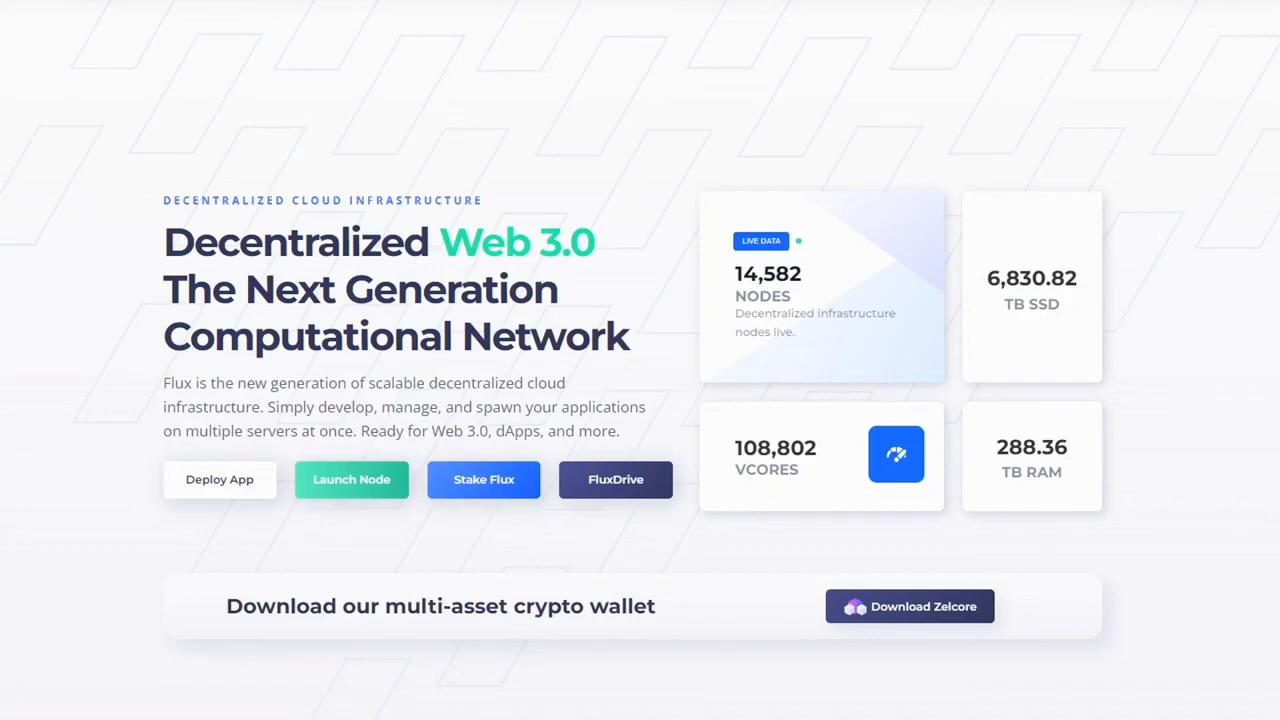 DECENTRALIZED CLOUD INFRASTRUCTURE
Decentralized Web 3.0
The Next Generation
Computational Network
Flux is the new generation of scalable decentralized cloud
infrastructure. Simply develop, manage, and spawn your applications
on multiple servers at once. Ready for Web 3.0, dApps, and more.
Deploy App
Launch Node
Stake Flux
FluxDrive
LIVE DATA
14,582
NODES
Decentralized infrastructure
nodes live.
6,830.82
TB SSD
108,802
VCORES
288.36
TB RAM
Download our multi-asset crypto wallet
Download Zelcore